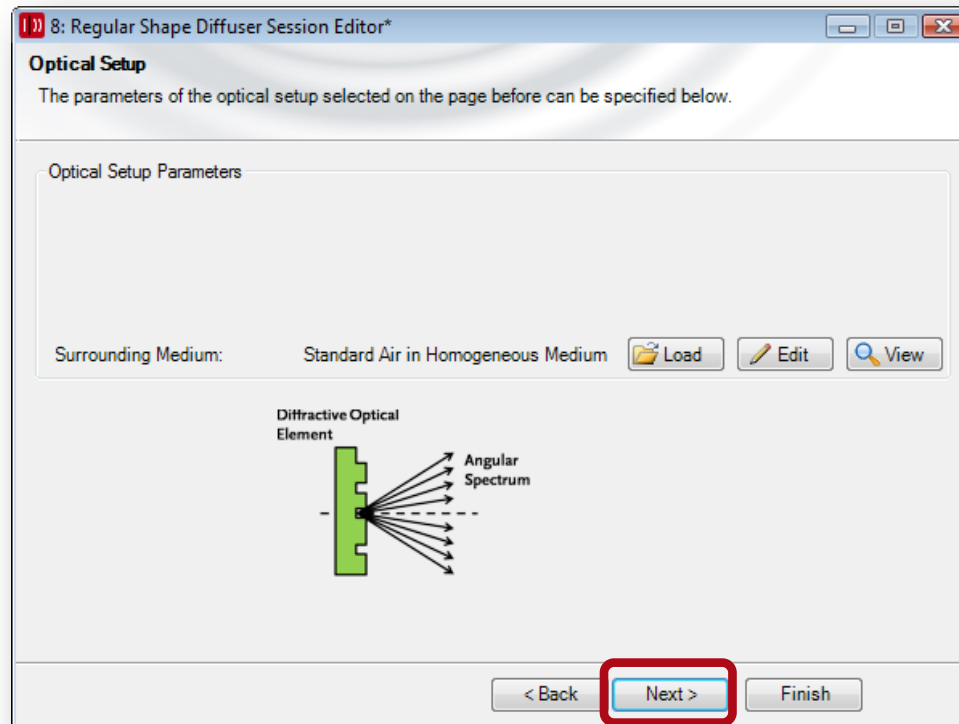 8: Regular Shape Diffuser Session Editor*
Optical Setup
The parameters of the optical setup selected on the page before can be specified below.
Optical Setup Parameters
Surrounding Medium: Standard Air in Homogeneous Medium Load Edit View
Diffractive Optical
Element
Angular
Spectrum
< Back Next > Finish